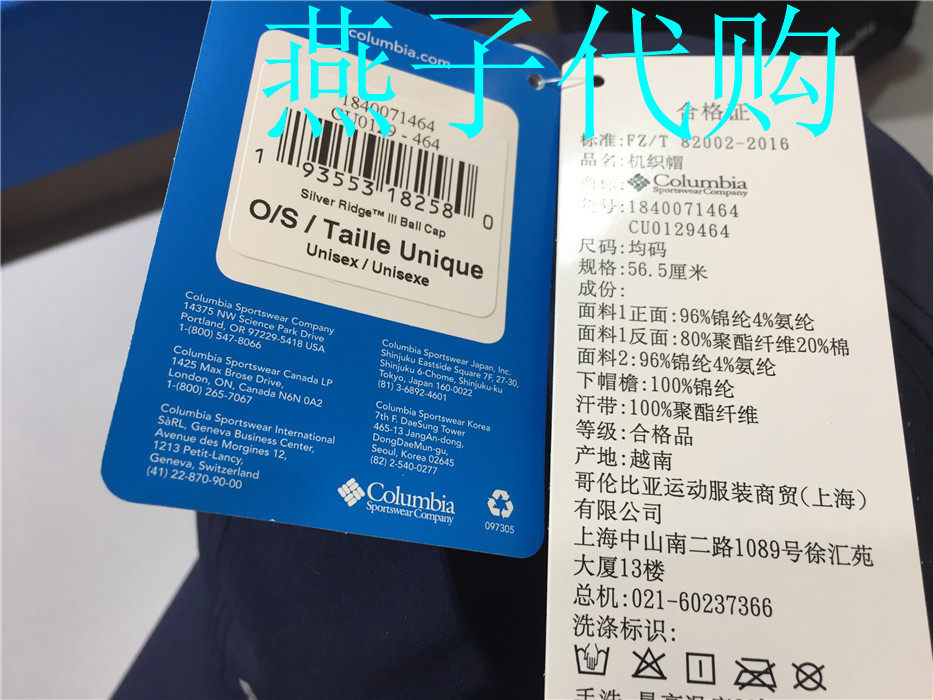 燕子代购
columbia.com
1840071464
CU0129 - 464
1 93553 18258 0
Silver Ridge™ III Ball Cap
O/S / Taille Unique
Unisex / Unisexe
Columbia Sportswear Company
14375 NW Science Park Drive
Portland, OR 97229-5418 USA
1-(800) 547-8066
Columbia Sportswear Canada LP
1425 Max Brose Drive,
London, ON, Canada N6N 0A2
1-(800) 265-7067
Columbia Sportswear International
SàRL, Geneva Business Center,
Avenue des Morgines 12,
1213 Petit-Lancy,
Geneva, Switzerland
(41) 22-870-90-00
Columbia Sportswear Japan, Inc.
Shinjuku Eastside Square 7F, 27-30,
Shinjuku 6-Chome, Shinjuku-ku
Tokyo, Japan 160-0022
(81) 3-6892-4601
Columbia Sportswear Korea
7th F. DaeSung Tower
465-13 JangAn-dong,
DongDaeMun-gu,
Seoul, Korea 02645
(82) 2-540-0277
Columbia
Sportswear Company
097305
合格证
标准:FZ/T 82002-2016
品名:机织帽
商标:Columbia
Sportswear Company
货号:1840071464
CU0129464
尺码:均码
规格:56.5厘米
成份:
面料1正面:96%锦纶4%氨纶
面料1反面:80%聚酯纤维20%棉
面料2:96%锦纶4%氨纶
下帽檐:100%锦纶
汗带:100%聚酯纤维
等级:合格品
产地:越南
哥伦比亚运动服装商贸(上海)
有限公司
上海中山南二路1089号徐汇苑
大厦13楼
总机:021-60237366
洗涤标识: